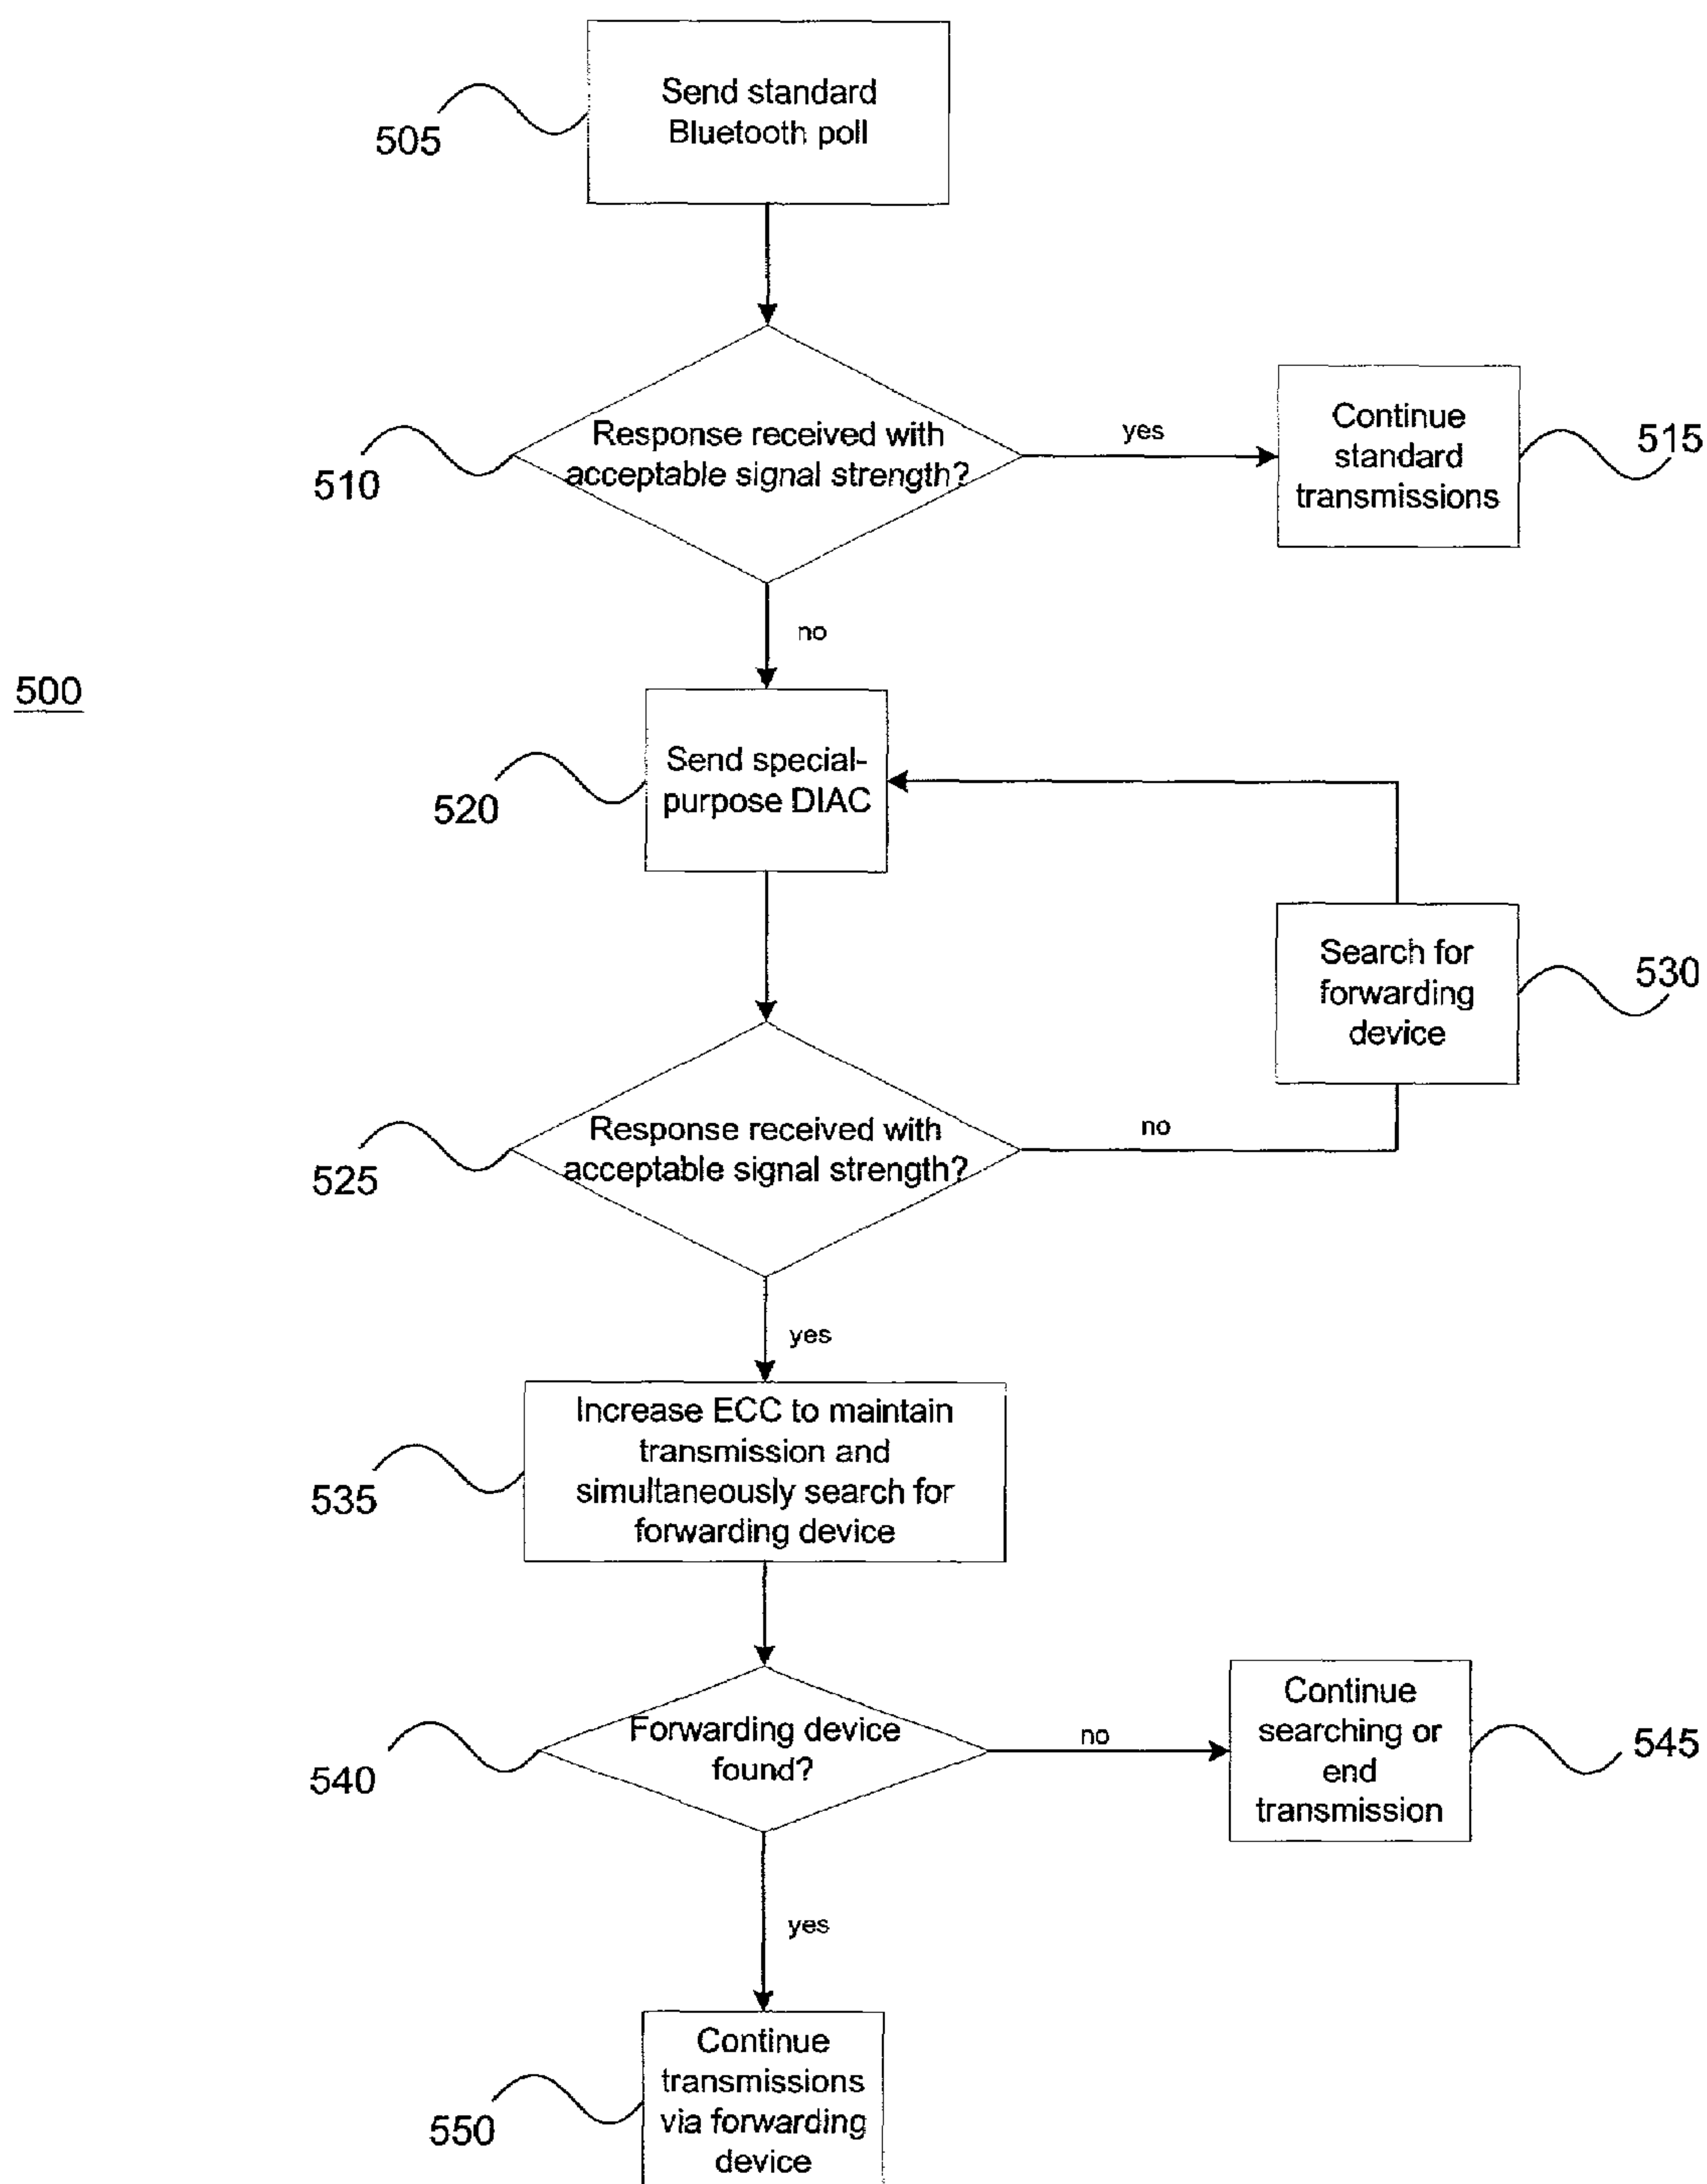 Send standard
Bluetooth poll
505
Response received with
acceptable signal strength?
510
yes
Continue
standard
transmissions
515
no
500
Send special-
purpose DIAC
520
Search for
forwarding
device
530
Response received with
acceptable signal strength?
525
no
yes
Increase ECC to maintain
transmission and
simultaneously search for
forwarding device
535
Forwarding device
found?
540
no
Continue
searching or
end
transmission
545
yes
Continue
transmissions
via forwarding
device
550